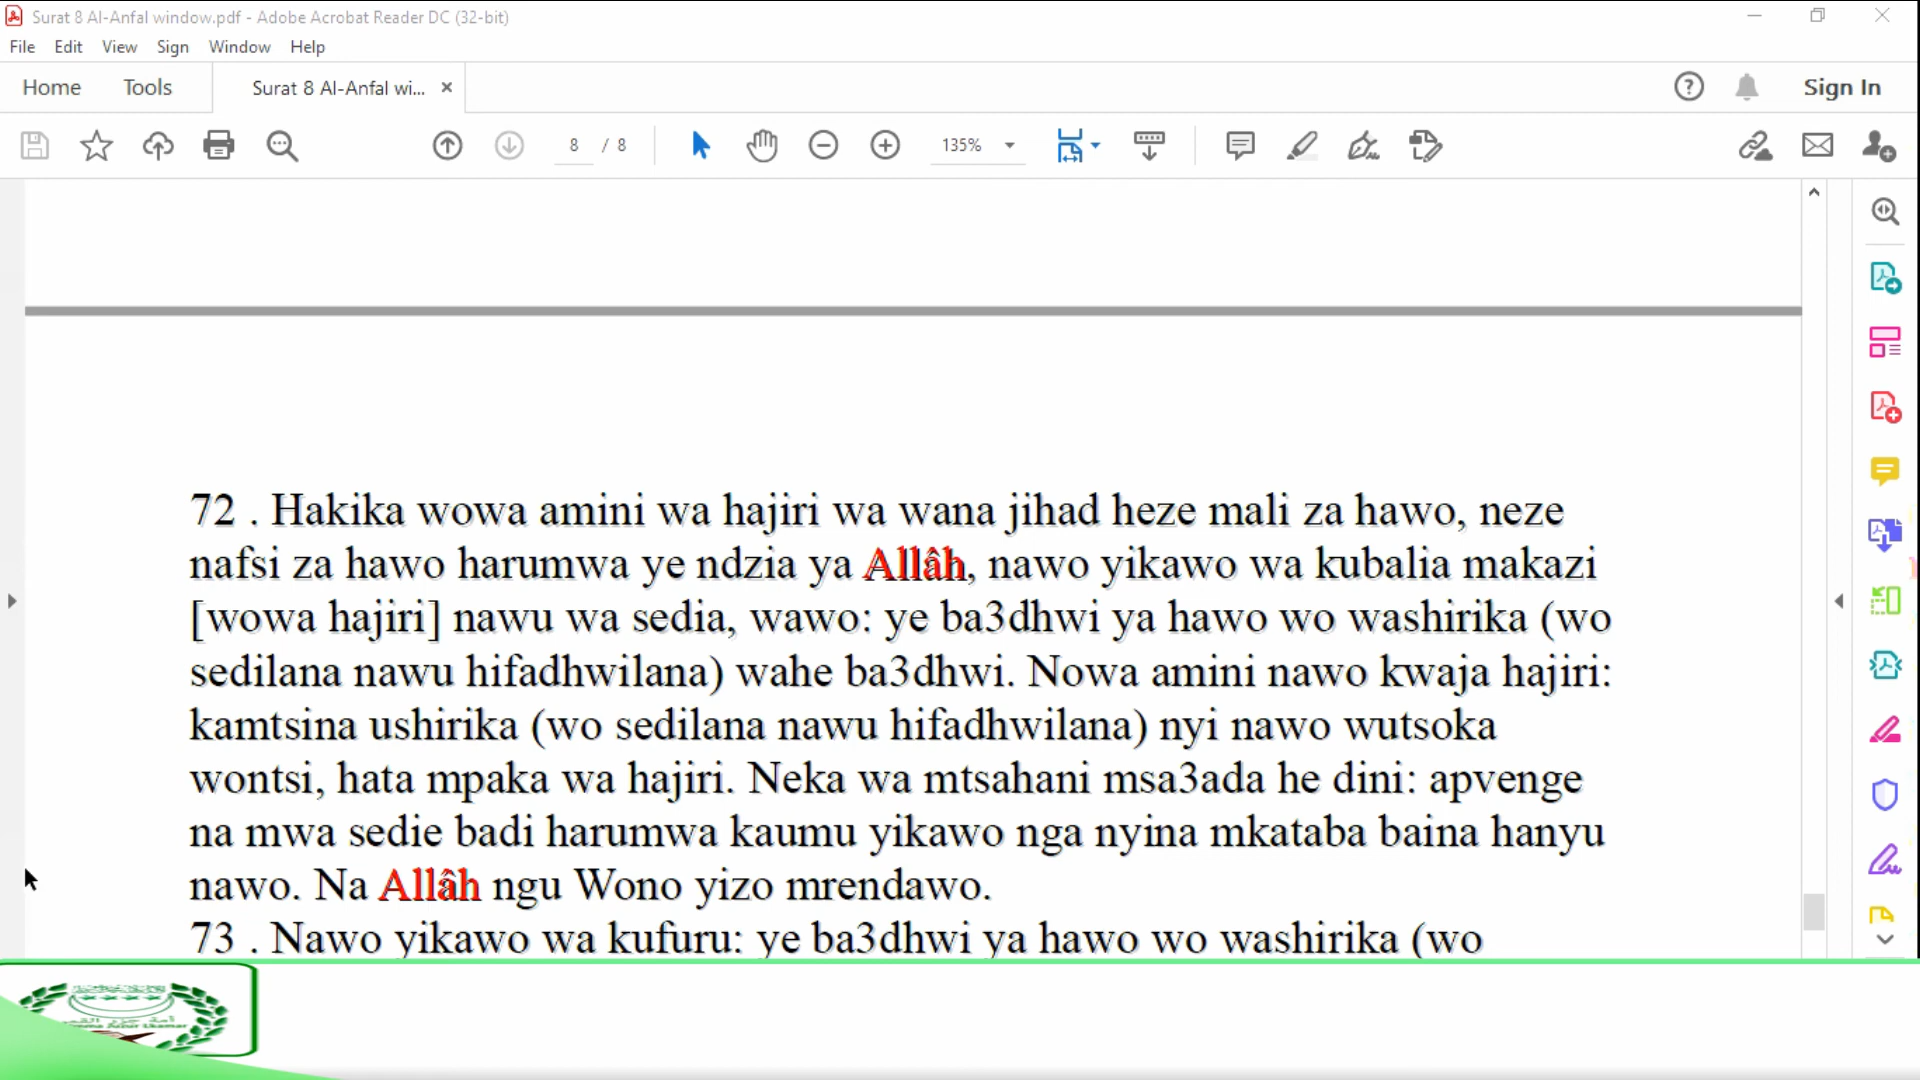 Surat 8 Al-Anfal window.pdf - Adobe Acrobat Reader DC (32-bit)
File Edit View Sign Window Help
Home Tools Surat 8 Al-Anfal wi... × Sign In
8 / 8 135%
72 . Hakika wowa amini wa hajiri wa wana jihad heze mali za hawo, neze
nafsi za hawo harumwa ye ndzia ya Allâh, nawo yikawo wa kubalia makazi
[wowa hajiri] nawu wa sedia, wawo: ye ba3dhwi ya hawo wo washirika (wo
sedilana nawu hifadhwilana) wahe ba3dhwi. Nowa amini nawo kwaja hajiri:
kamtsina ushirika (wo sedilana nawu hifadhwilana) nyi nawo wutsoka
wontsi, hata mpaka wa hajiri. Neka wa mtsahani msa3ada he dini: apvenge
na mwa sedie badi harumwa kaumu yikawo nga nyina mkataba baina hanyu
nawo. Na Allâh ngu Wono yizo mrendawo.
73 . Nawo yikawo wa kufuru: ye ba3dhwi ya hawo wo washirika (wo